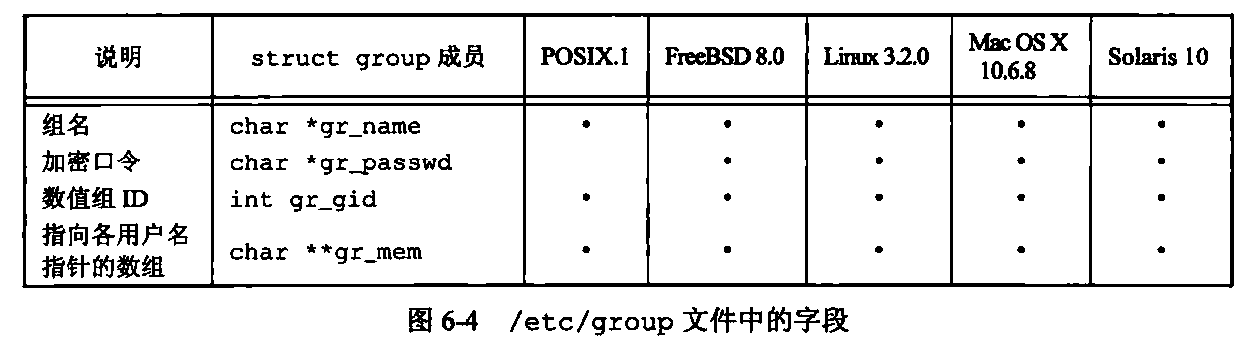 说明 struct group 成员 POSIX.1 FreeBSD 8.0 Linux 3.2.0 Mac OS X 10.6.8 Solaris 10
组名 char *gr_name • • • • •
加密口令 char *gr_passwd • • • •
数值组 ID int gr_gid • • • • •
指向各用户名
指针的数组 char **gr_mem • • • • •
图 6-4 /etc/group 文件中的字段